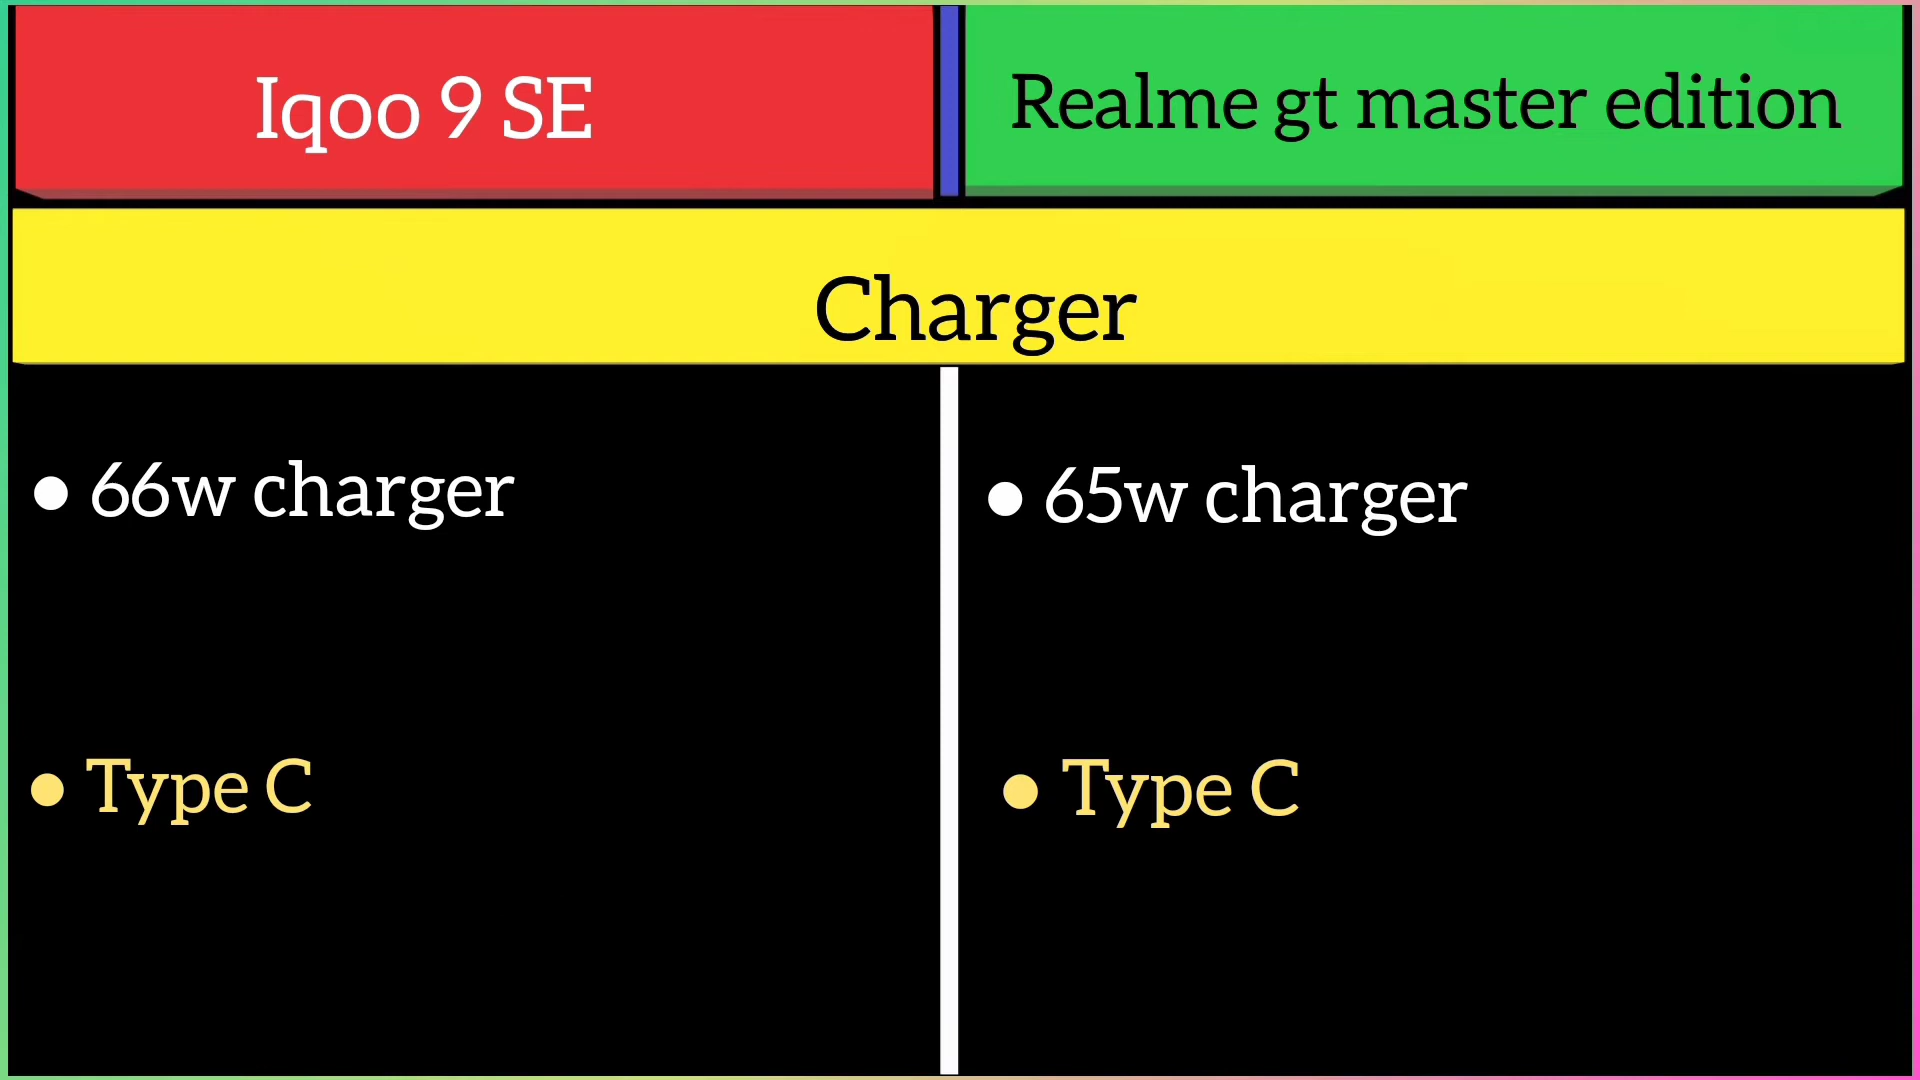 Iqoo 9 SE
Realme gt master edition
Charger
● 66w charger
● 65w charger
● Type C
● Type C